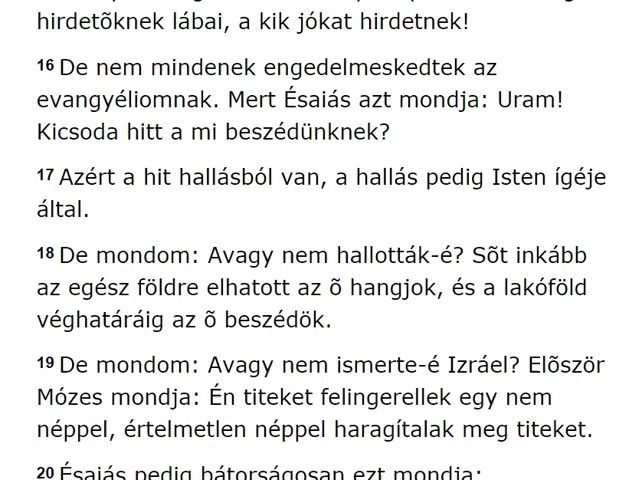 hirdetõknek lábai, a kik jókat hirdetnek!
16 De nem mindenek engedelmeskedtek az
evangyéliomnak. Mert Ésaiás azt mondja: Uram!
Kicsoda hitt a mi beszédünknek?
17 Azért a hit hallásból van, a hallás pedig Isten ígéje
által.
18 De mondom: Avagy nem hallották-é? Sõt inkább
az egész földre elhatott az õ hangjok, és a lakóföld
véghatáráig az õ beszédök.
19 De mondom: Avagy nem ismerte-é Izráel? Elõször
Mózes mondja: Én titeket felingerellek egy nem
néppel, értelmetlen néppel haragítalak meg titeket.
20 Ésaiás pedig bátorságosan ezt mondja: